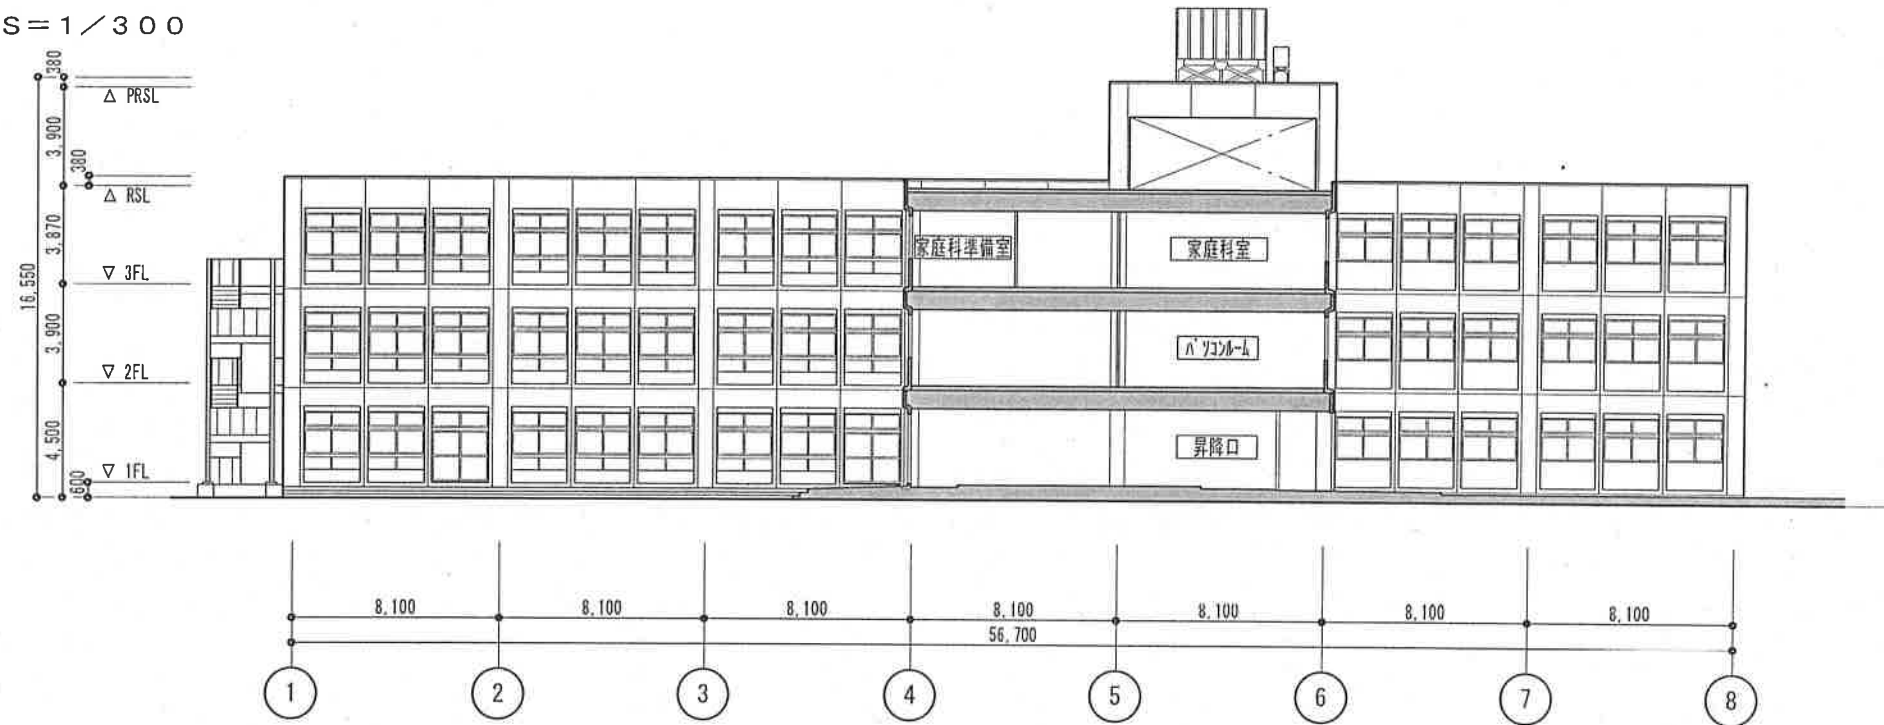 S=1/300
380
△ PRSL
3,900
380
△ RSL
3,870
16,550
▽ 3FL
3,900
▽ 2FL
4,500
▽ 1FL
600
家庭科準備室
家庭科室
パソコンルーム
昇降口
8,100 8,100 8,100 8,100 8,100 8,100 8,100
56,700
1 2 3 4 5 6 7 8